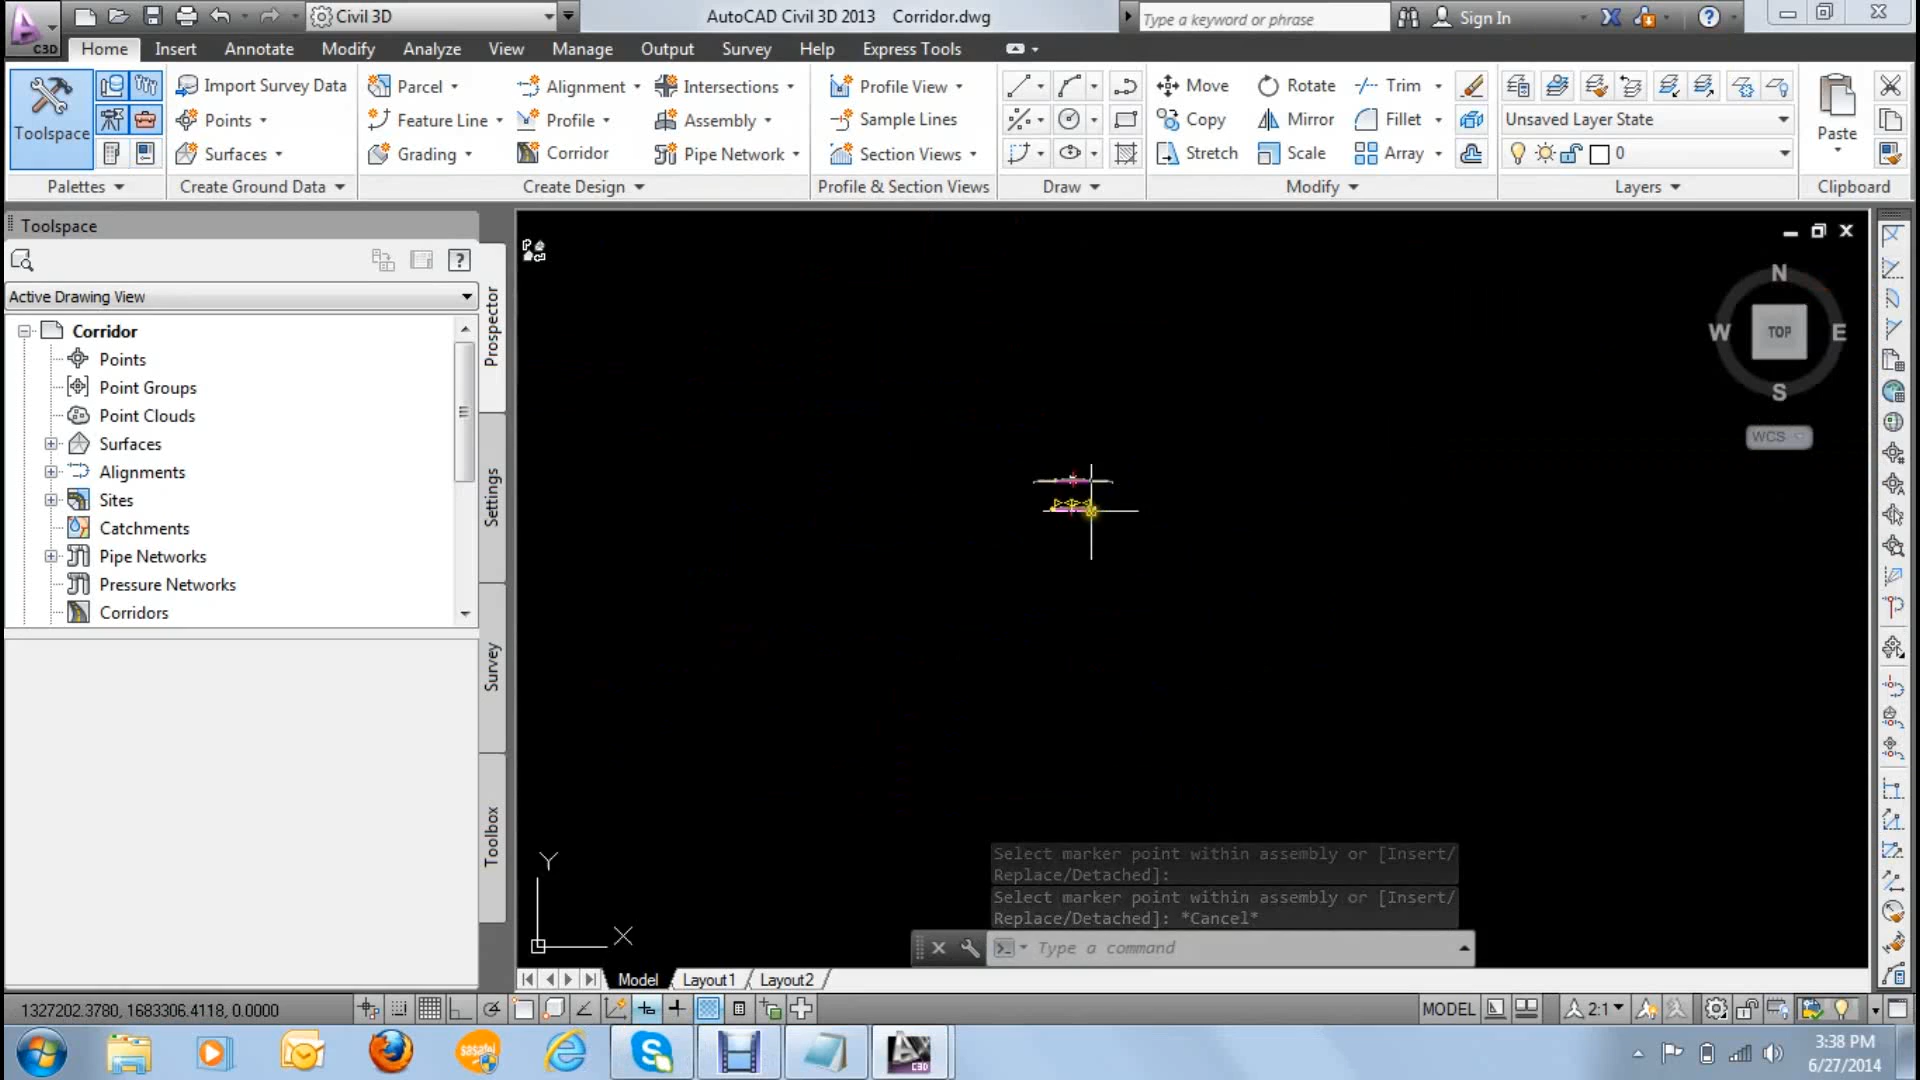 Civil 3D
AutoCAD Civil 3D 2013 Corridor.dwg
Type a keyword or phrase
Sign In
C3D
Home Insert Annotate Modify Analyze View Manage Output Survey Help Express Tools
Toolspace
Import Survey Data
Points
Surfaces
Parcel
Feature Line
Grading
Alignment
Profile
Corridor
Intersections
Assembly
Pipe Network
Profile View
Sample Lines
Section Views
Move
Copy
Stretch
Rotate
Mirror
Scale
Trim
Fillet
Array
Unsaved Layer State
0
Paste
Palettes
Create Ground Data
Create Design
Profile & Section Views
Draw
Modify
Layers
Clipboard
Toolspace
Active Drawing View
Corridor
Points
Point Groups
Point Clouds
Surfaces
Alignments
Sites
Catchments
Pipe Networks
Pressure Networks
Corridors
Prospector
Settings
Survey
Toolbox
N
W
TOP
E
S
WCS
Y
X
Select marker point within assembly or [Insert/
Replace/Detached]:
Select marker point within assembly or [Insert/
Replace/Detached]: *Cancel*
Type a command
Model Layout1 Layout2
1327202.3780, 1683306.4118, 0.0000
MODEL
2:1
sasatel
C3D
3:38 PM
6/27/2014